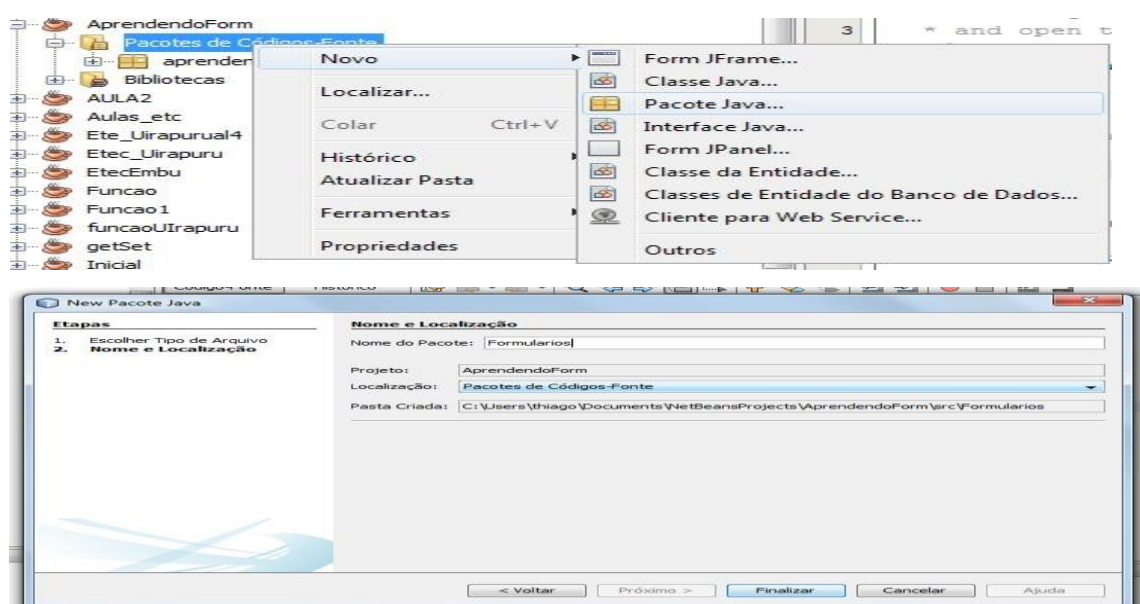 AprendendoForm
Pacotes de Códigos-Fonte
aprender
Bibliotecas
AULA2
Aulas_etc
Ete_Uirapurual4
Etec_Uirapuru
EtecEmbu
Funcao
Funcao1
funcaoUIrapuru
getSet
Inicial
Novo
Localizar...
Colar Ctrl+V
Histórico
Atualizar Pasta
Ferramentas
Propriedades
Form JFrame...
Classe Java...
Pacote Java...
Interface Java...
Form JPanel...
Classe da Entidade...
Classes de Entidade do Banco de Dados...
Cliente para Web Service...
Outros
3 * and open t
New Pacote Java
Etapas
1. Escolher Tipo de Arquivo
2. Nome e Localização
Nome e Localização
Nome do Pacote: Formularios
Projeto: AprendendoForm
Localização: Pacotes de Códigos-Fonte
Pasta Criada: C:\Users\thiago\Documents\NetBeansProjects\AprendendoForm\src\Formularios
< Voltar Próximo > Finalizar Cancelar Ajuda